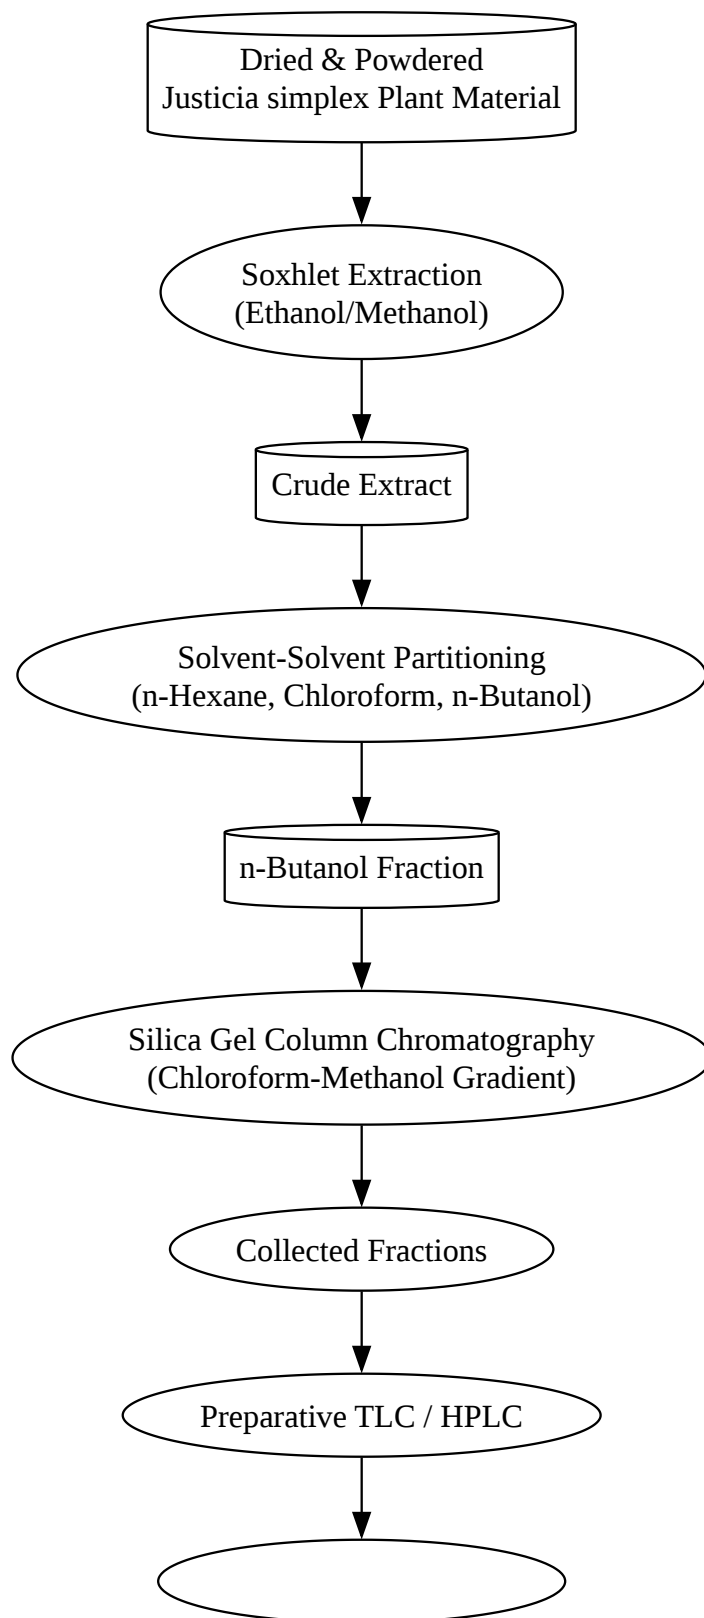 Dried & Powdered
Justicia simplex Plant Material
Soxhlet Extraction
(Ethanol/Methanol)
Crude Extract
Solvent-Solvent Partitioning
(n-Hexane, Chloroform, n-Butanol)
n-Butanol Fraction
Silica Gel Column Chromatography
(Chloroform-Methanol Gradient)
Collected Fractions
Preparative TLC / HPLC